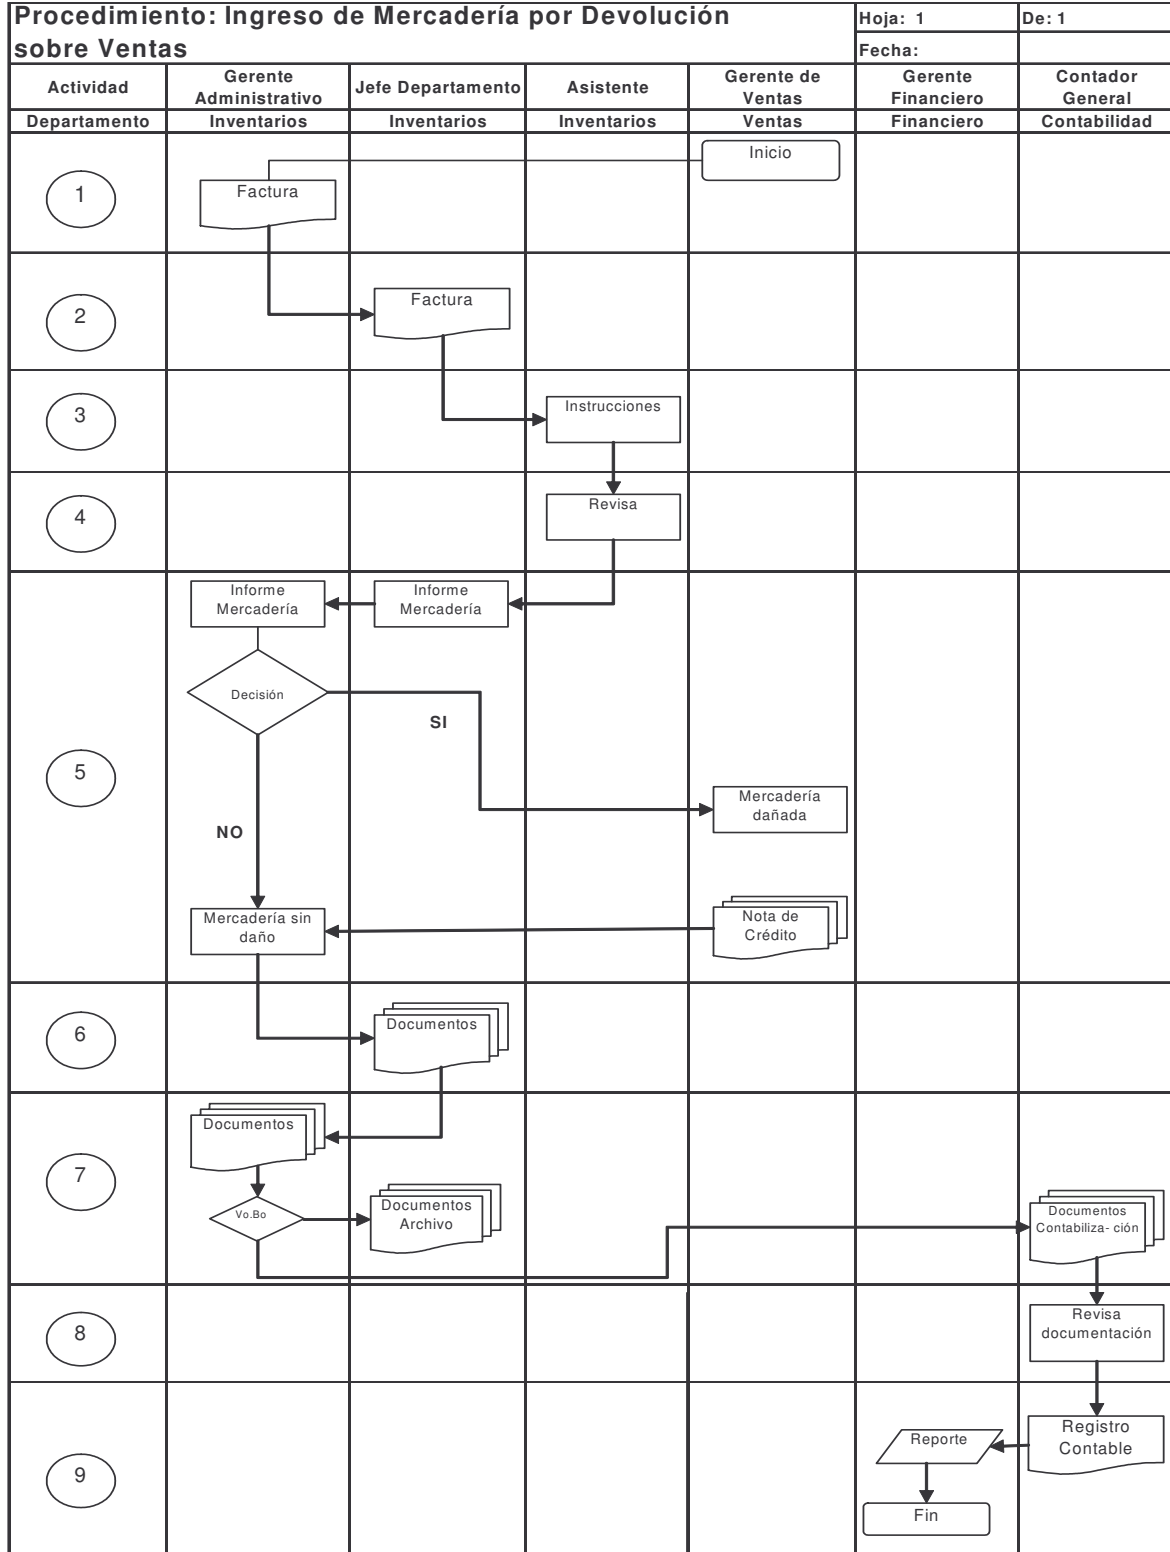 Procedimiento: Ingreso de Mercadería por Devolución
sobre Ventas
Hoja: 1
De: 1
Fecha:
Actividad
Gerente
Administrativo
Jefe Departamento
Asistente
Gerente de
Ventas
Gerente
Financiero
Contador
General
Departamento
Inventarios
Inventarios
Inventarios
Ventas
Financiero
Contabilidad
1
Inicio
Factura
2
Factura
3
Instrucciones
4
Revisa
5
Informe
Mercadería
Informe
Mercadería
Decisión
SI
Mercadería
dañada
NO
Mercadería sin
daño
Nota de
Crédito
6
Documentos
7
Documentos
Vo.Bo
Documentos
Archivo
Documentos
Contabiliza- ción
8
Revisa
documentación
9
Registro
Contable
Reporte
Fin